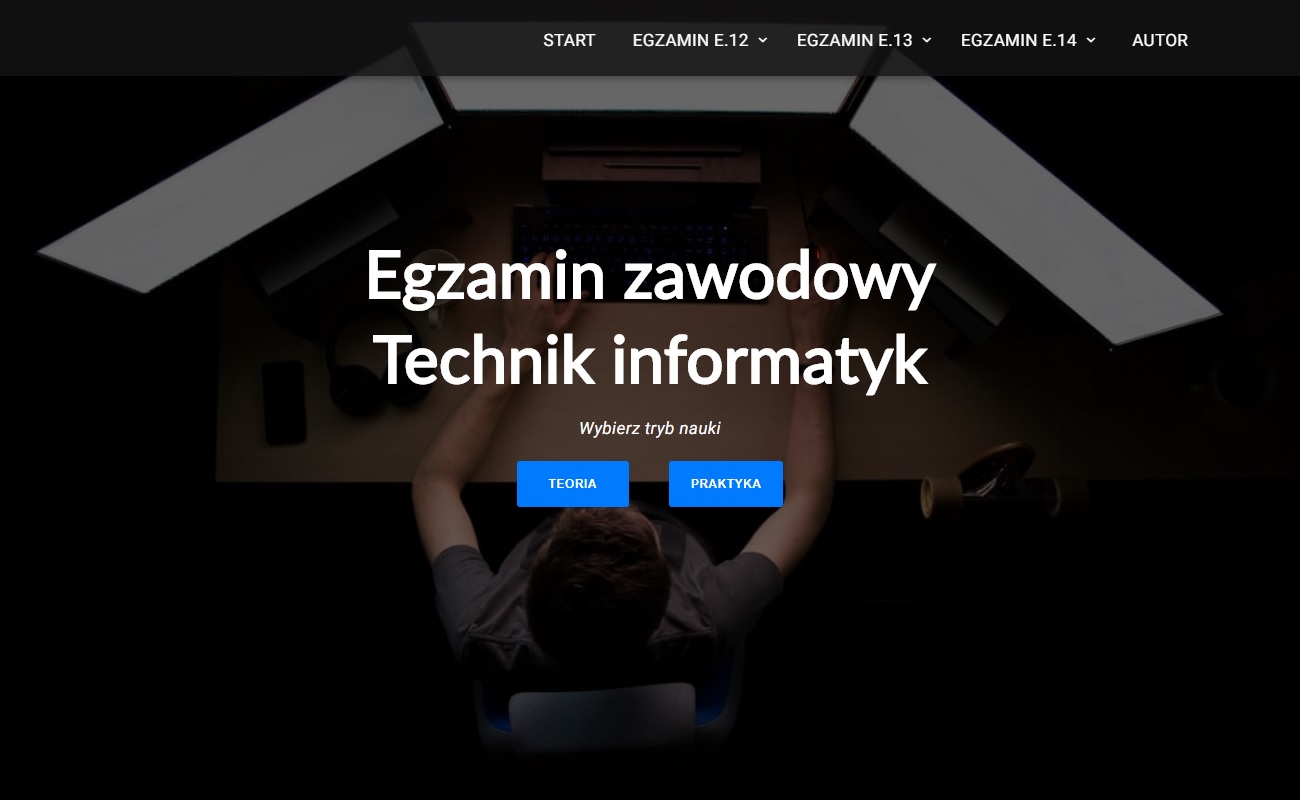 START EGZAMIN E.12 EGZAMIN E.13 EGZAMIN E.14 AUTOR
Egzamin zawodowy
Technik informatyk
Wybierz tryb nauki
TEORIA PRAKTYKA